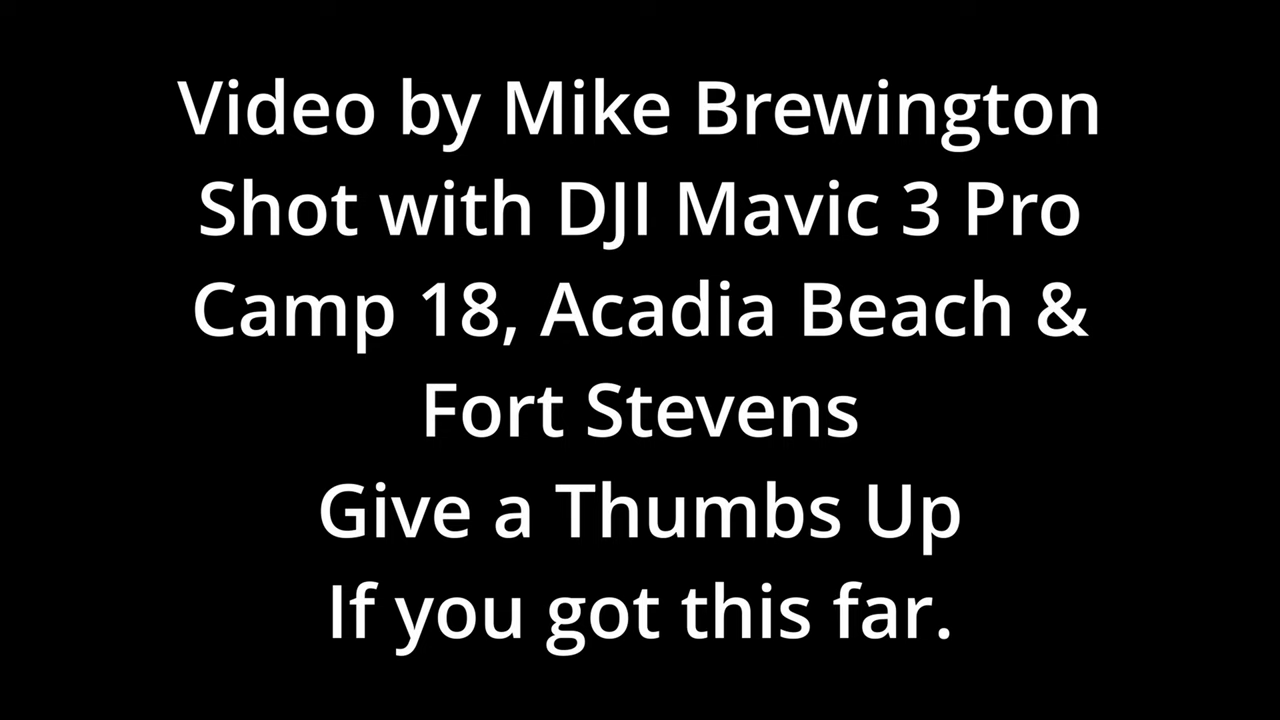 Video by Mike Brewington
Shot with DJI Mavic 3 Pro
Camp 18, Acadia Beach &
Fort Stevens
Give a Thumbs Up
If you got this far.